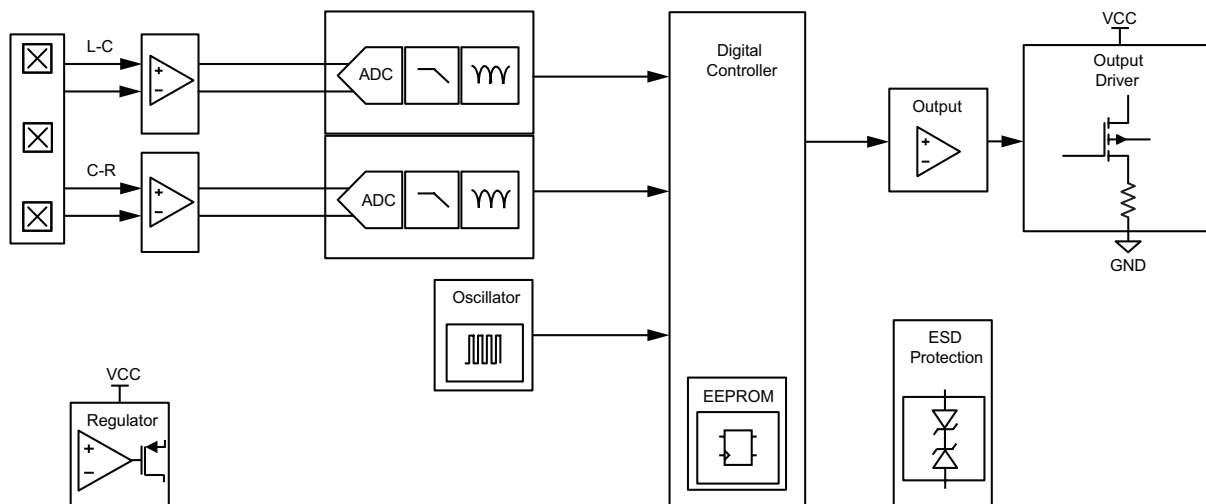 L-C
+
−
ADC
C-R
+
−
ADC
Oscillator
VCC
Regulator
+
−
Digital
Controller
EEPROM
Output
+
−
VCC
Output
Driver
GND
ESD
Protection